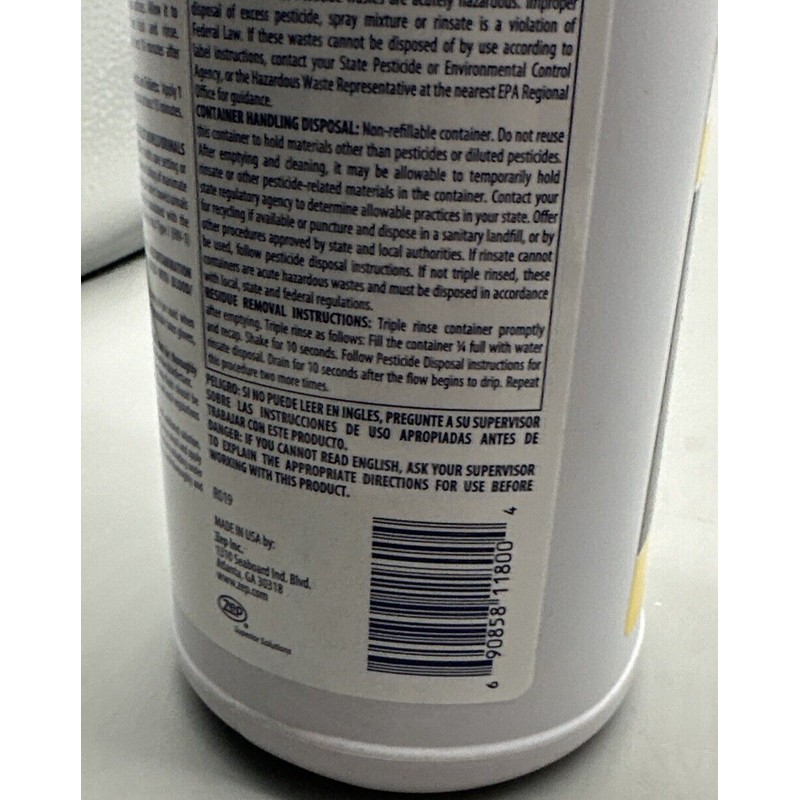 wastes are acutely hazardous. Improper
disposal of excess pesticide, spray mixture or rinsate is a violation of
Federal Law. If these wastes cannot be disposed of by use according to
label instructions, contact your State Pesticide or Environmental Control
Agency, or the Hazardous Waste Representative at the nearest EPA Regional
Office for guidance.
CONTAINER HANDLING DISPOSAL: Non-refillable container. Do not reuse
this container to hold materials other than pesticides or diluted pesticides.
After emptying and cleaning, it may be allowable to temporarily hold
rinsate or other pesticide-related materials in the container. Contact your
state regulatory agency to determine allowable practices in your state. Offer
for recycling if available or puncture and dispose in a sanitary landfill, or by
other procedures approved by state and local authorities. If rinsate cannot
be used, follow pesticide disposal instructions. If not triple rinsed, these
containers are acute hazardous wastes and must be disposed in accordance
with local, state and federal regulations.
RESIDUE REMOVAL INSTRUCTIONS: Triple rinse container promptly
after emptying. Triple rinse as follows: Fill the container ¼ full with water
and recap. Shake for 10 seconds. Follow Pesticide Disposal instructions for
rinsate disposal. Drain for 10 seconds after the flow begins to drip. Repeat
this procedure two more times.
PELIGRO: SI NO PUEDE LEER EN INGLES, PREGUNTE A SU SUPERVISOR
SOBRE LAS INSTRUCCIONES DE USO APROPIADAS ANTES DE
TRABAJAR CON ESTE PRODUCTO.
DANGER: IF YOU CANNOT READ ENGLISH, ASK YOUR SUPERVISOR
TO EXPLAIN THE APPROPRIATE DIRECTIONS FOR USE BEFORE
WORKING WITH THIS PRODUCT.
R019
MADE IN USA by:
Zep Inc.
1310 Seaboard Ind. Blvd.
Atlanta, GA 30318
www.zep.com
Zep
Superior Solutions
6 90858 11800 4